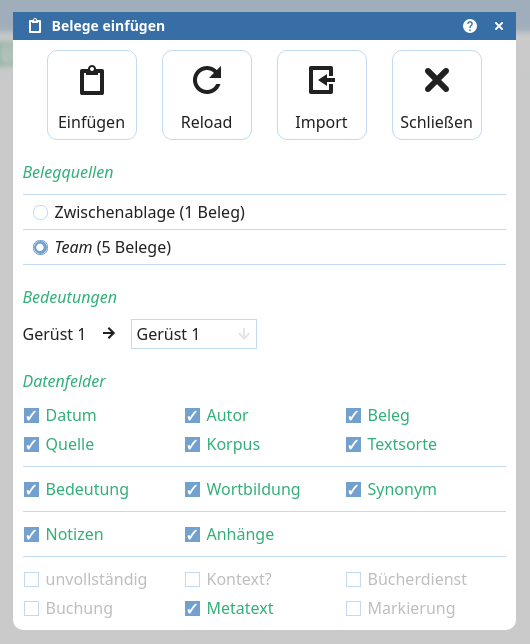 Belege einfügen ? ×
Einfügen Reload Import Schließen
Belegquellen
Zwischenablage (1 Beleg)
Team (5 Belege)
Bedeutungen
Gerüst 1 → Gerüst 1 ↓
Datenfelder
Datum Autor Beleg
Quelle Korpus Textsorte
Bedeutung Wortbildung Synonym
Notizen Anhänge
unvollständig Kontext? Bücherdienst
Buchung Metatext Markierung